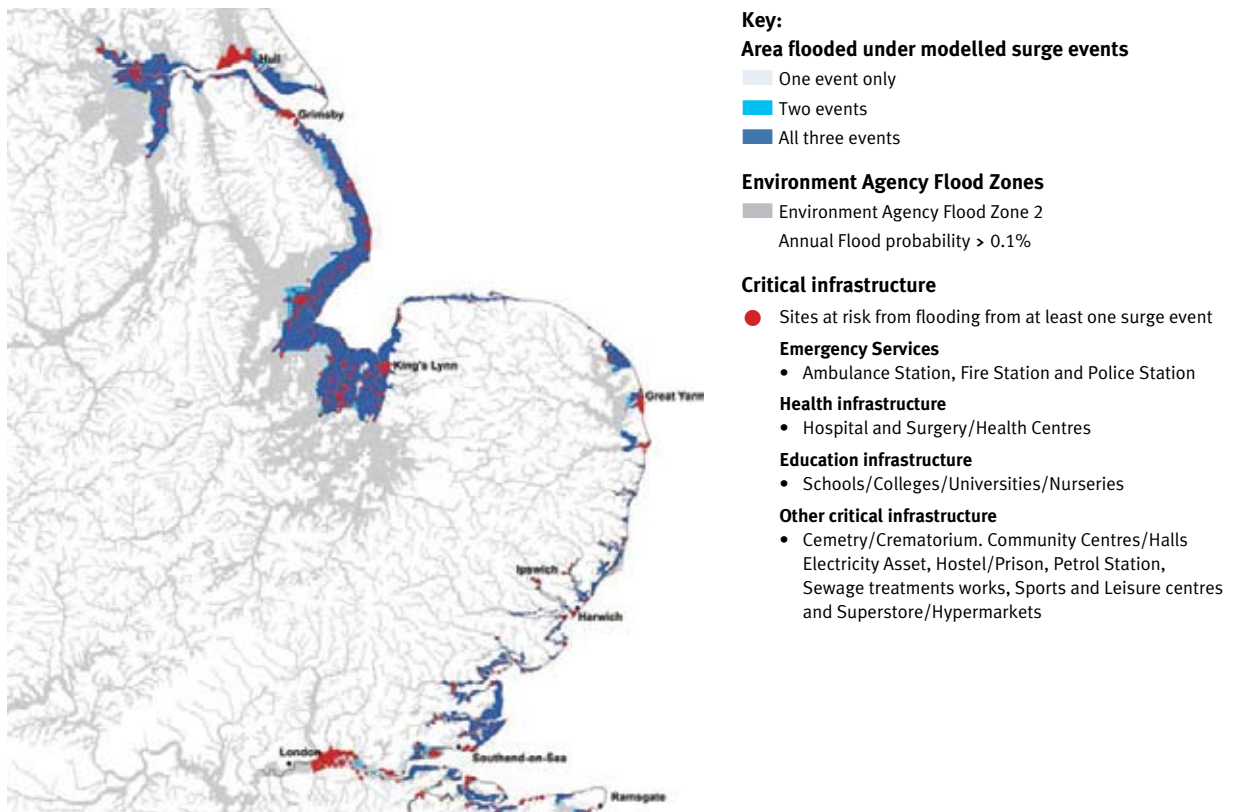 Hull
Grimsby
King's Lynn
Great Yarm
Ipswich
Harwich
London
Southend-on-Sea
Ramsgate
Key:
Area flooded under modelled surge events
One event only
Two events
All three events
Environment Agency Flood Zones
Environment Agency Flood Zone 2
Annual Flood probability > 0.1%
Critical infrastructure
Sites at risk from flooding from at least one surge event
Emergency Services
• Ambulance Station, Fire Station and Police Station
Health infrastructure
• Hospital and Surgery/Health Centres
Education infrastructure
• Schools/Colleges/Universities/Nurseries
Other critical infrastructure
• Cemetry/Crematorium. Community Centres/Halls
Electricity Asset, Hostel/Prison, Petrol Station,
Sewage treatments works, Sports and Leisure centres
and Superstore/Hypermarkets